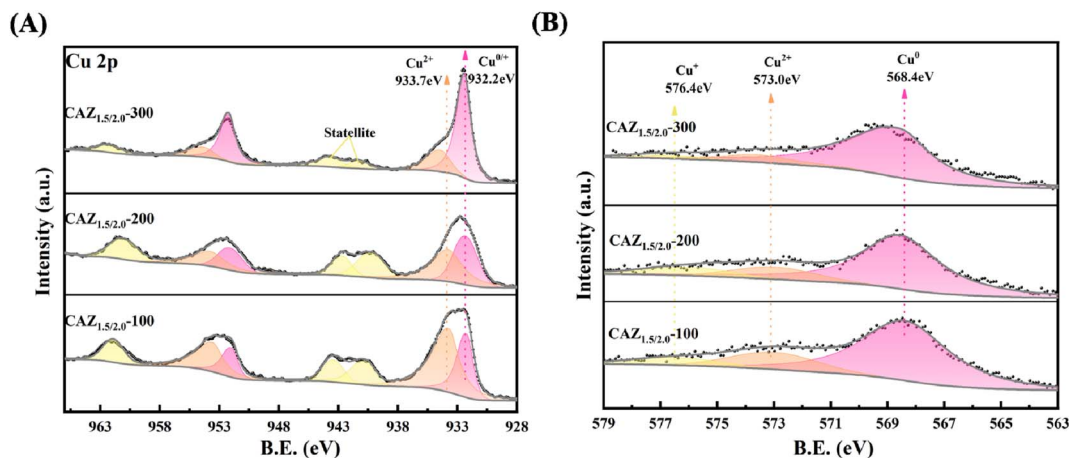 (A)
Cu 2p
Cu2+
933.7eV
Cu0/+
932.2eV
CAZ1.5/2.0-300
Statellite
CAZ1.5/2.0-200
CAZ1.5/2.0-100
Intensity (a.u.)
963 958 953 948 943 938 933 928
B.E. (eV)
(B)
Cu+
576.4eV
Cu2+
573.0eV
Cu0
568.4eV
CAZ1.5/2.0-300
CAZ1.5/2.0-200
CAZ1.5/2.0-100
Intensity (a.u.)
579 577 575 573 571 569 567 565 563
B.E. (eV)